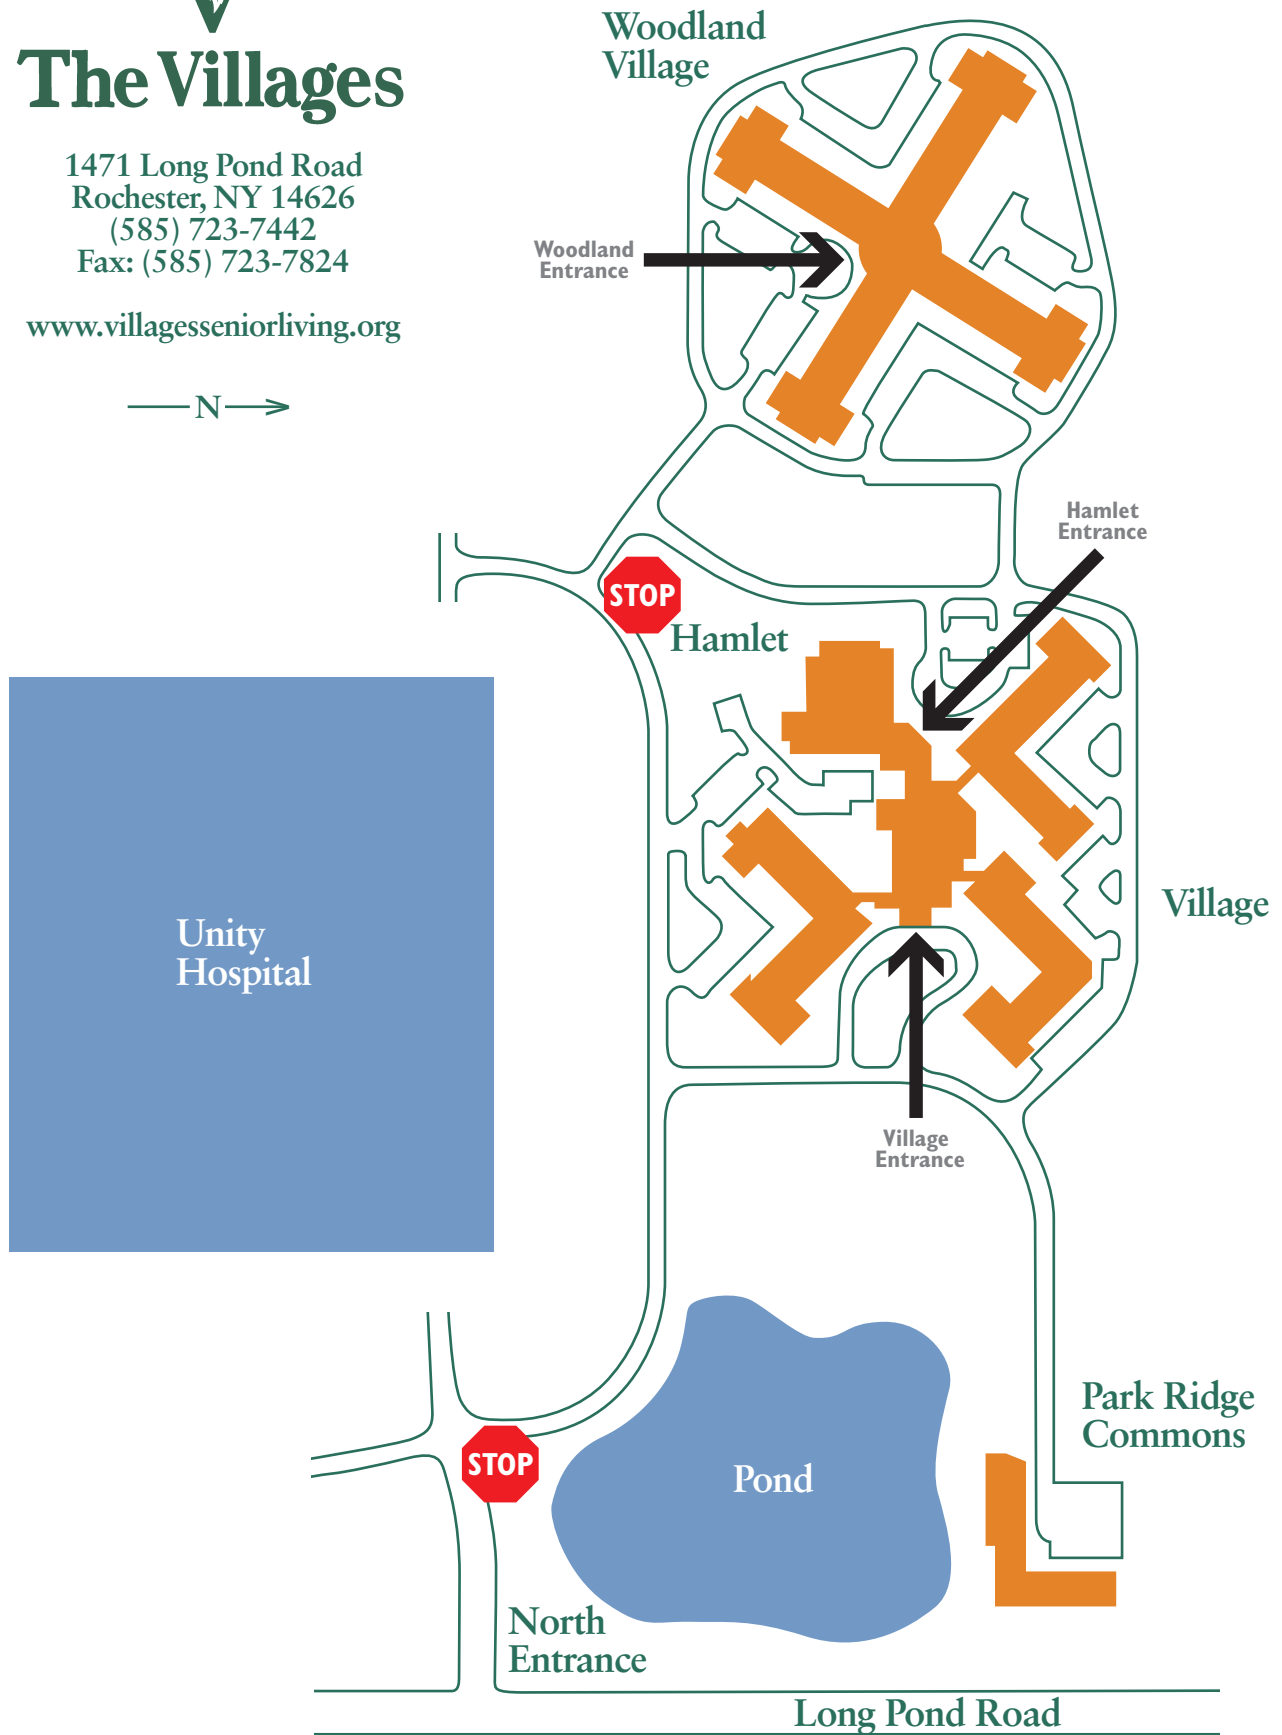 The Villages
1471 Long Pond Road
Rochester, NY 14626
(585) 723-7442
Fax: (585) 723-7824
www.villagesseniorliving.org
N
Woodland
Village
Woodland
Entrance
Hamlet
Entrance
STOP
Hamlet
Village
Unity
Hospital
Village
Entrance
Park Ridge
Commons
STOP
Pond
North
Entrance
Long Pond Road